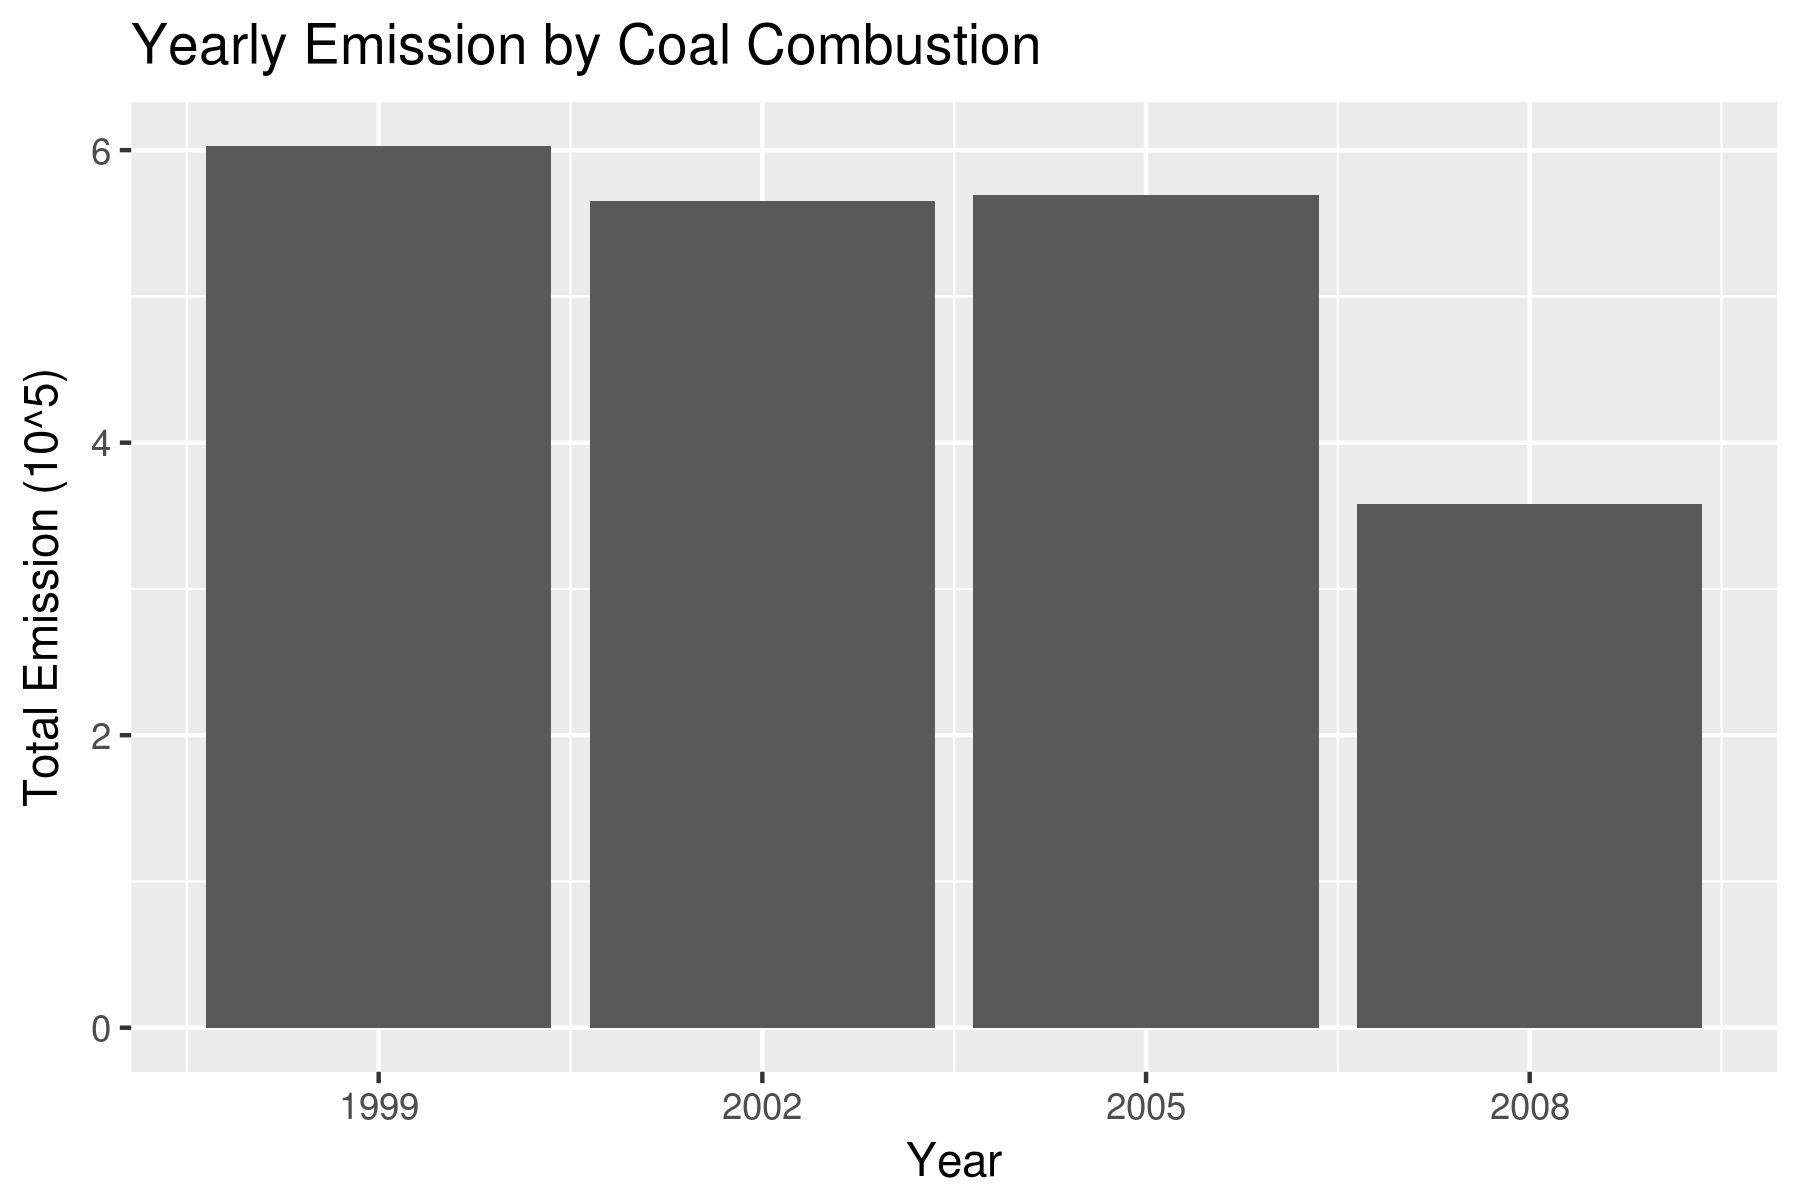 Yearly Emission by Coal Combustion
Total Emission (10^5)
6
4
2
0
1999 2002 2005 2008
Year